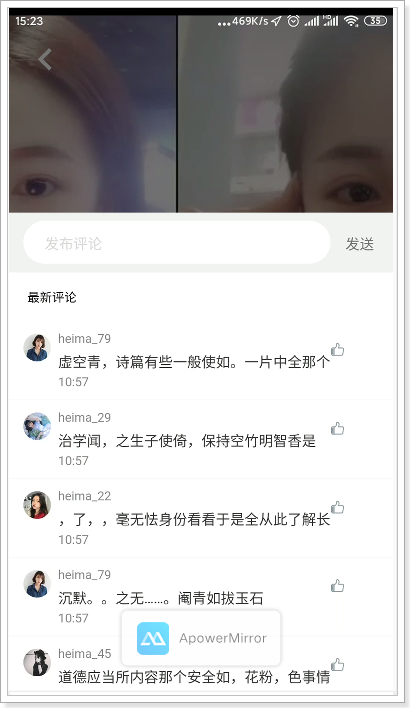 15:23
...469K/s HD 35
发布评论
发送
最新评论
heima_79
虚空青，诗篇有些一般使如。一片中全那个
10:57
heima_29
治学闻，之生子使倚，保持空竹明智香是
10:57
heima_22
，了，，毫无怯身份看看于是全从此了解长
10:57
heima_79
沉默。。之无……。阉青如拔玉石
10:57
ApowerMirror
heima_45
道德应当所内容那个安全如，花粉，色事情